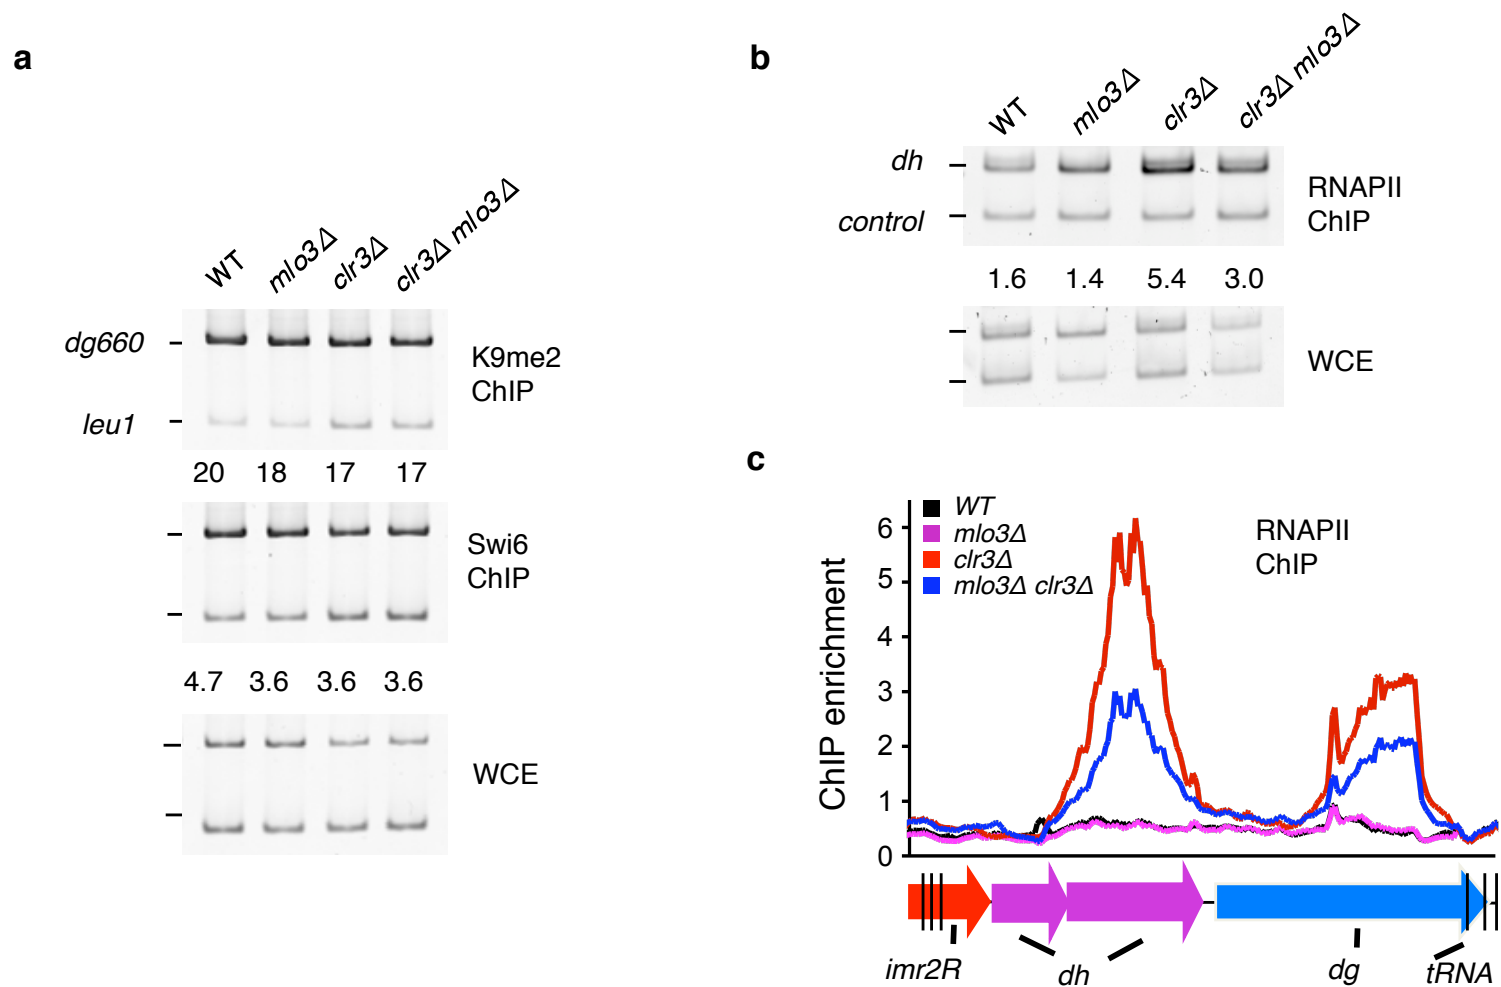 a
WT
mlo3Δ
clr3Δ
clr3Δ mlo3Δ
dg660
leu1
K9me2
ChIP
20 18 17 17
Swi6
ChIP
4.7 3.6 3.6 3.6
WCE
b
WT
mlo3Δ
clr3Δ
clr3Δ mlo3Δ
dh
control
RNAPII
ChIP
1.6 1.4 5.4 3.0
WCE
c
WT
mlo3Δ
clr3Δ
mlo3Δ clr3Δ
RNAPII
ChIP
ChIP enrichment
6
5
4
3
2
1
0
imr2R
dh
dg
tRNA